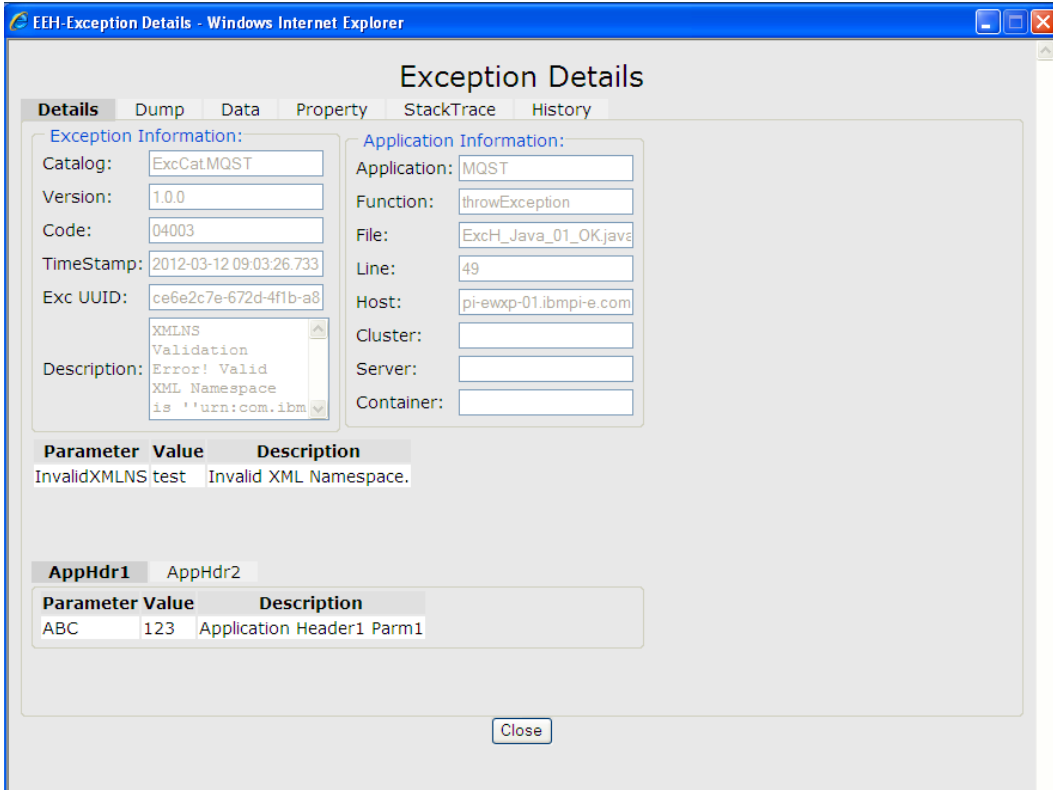 EEH-Exception Details - Windows Internet Explorer
Exception Details
Details Dump Data Property StackTrace History
Exception Information:
Catalog: ExcCat.MQST
Version: 1.0.0
Code: 04003
TimeStamp: 2012-03-12 09:03:26.733
Exc UUID: ce6e2c7e-672d-4f1b-a8
Description:
XMLNS
Validation
Error! Valid
XML Namespace
is ''urn:com.ibm
Application Information:
Application: MQST
Function: throwException
File: ExcH_Java_01_OK.java
Line: 49
Host: pi-ewxp-01.ibmpi-e.com
Cluster:
Server:
Container:
Parameter Value Description
InvalidXMLNS test Invalid XML Namespace.
AppHdr1 AppHdr2
Parameter Value Description
ABC 123 Application Header1 Parm1
Close